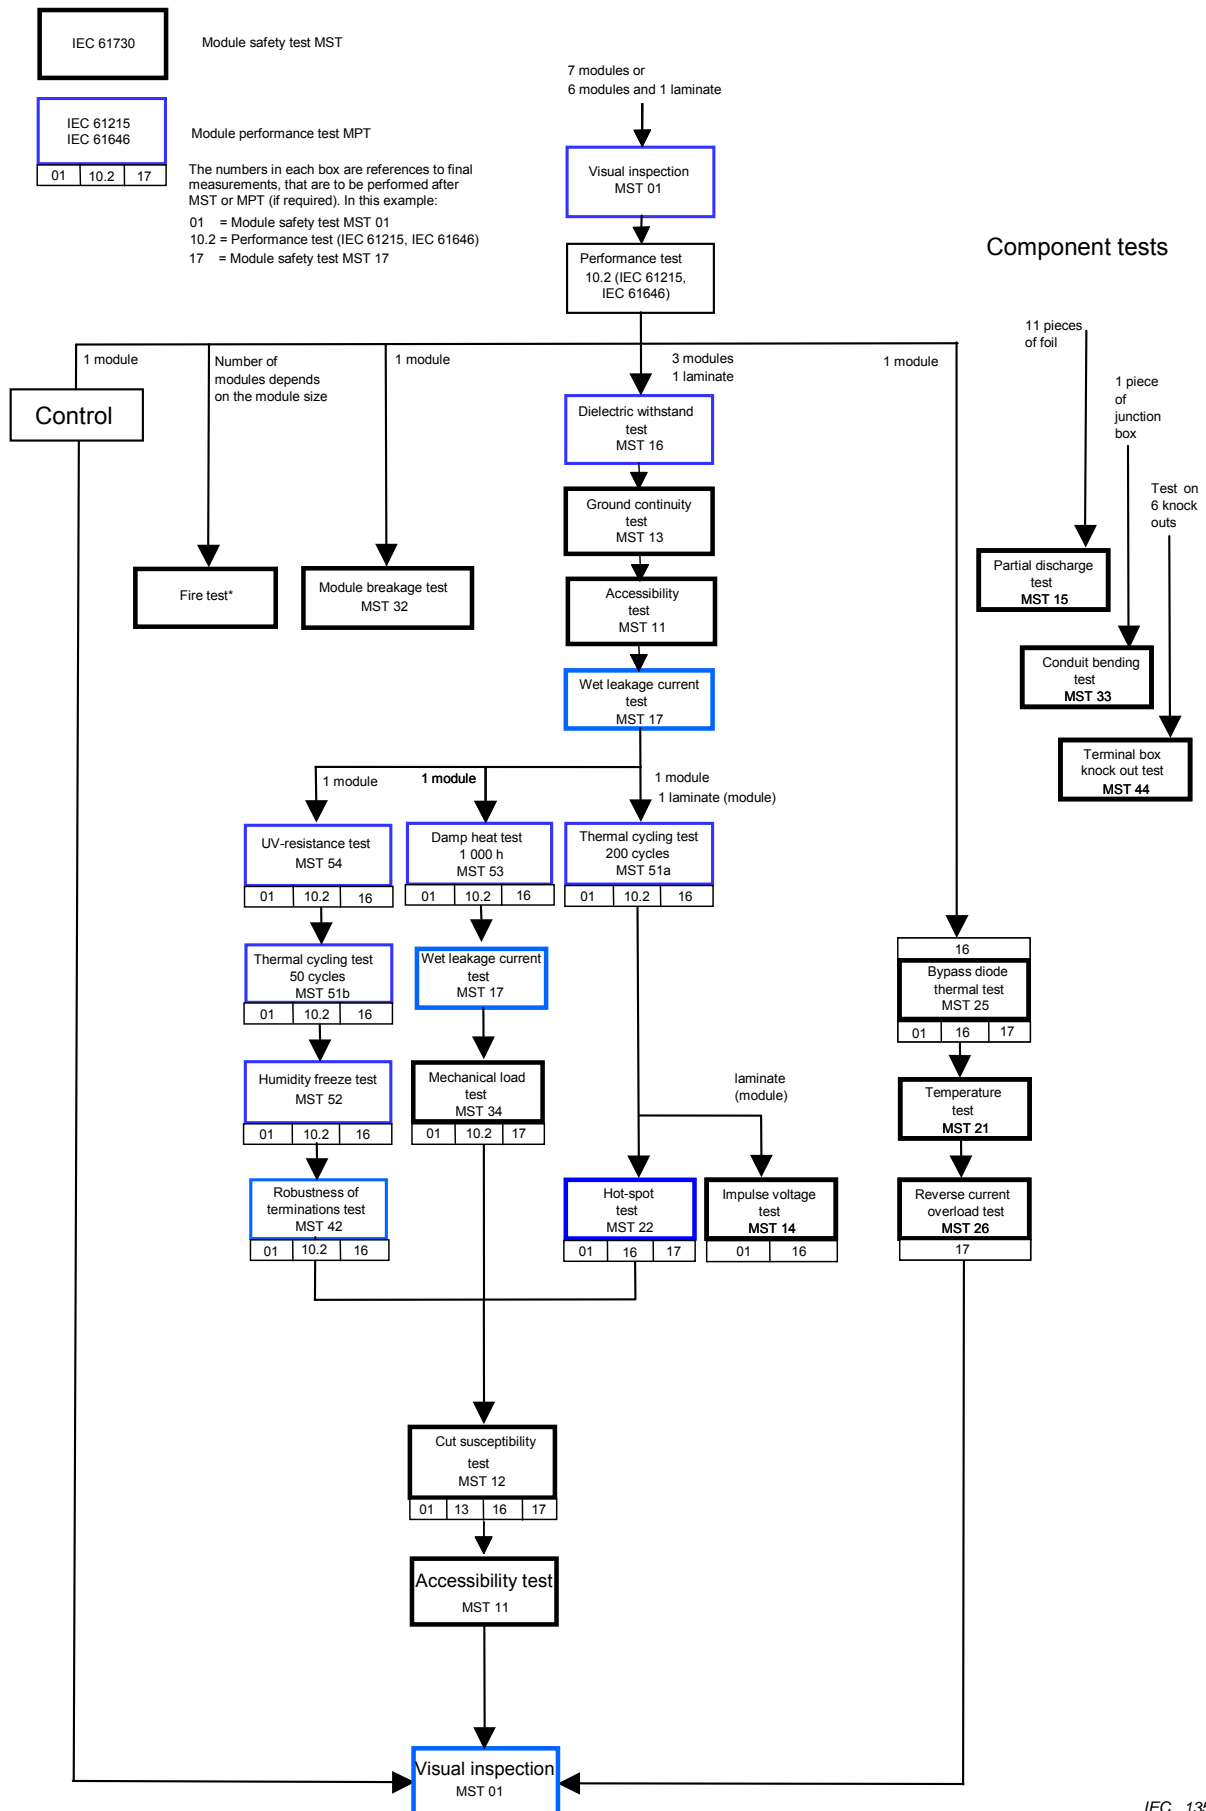 IEC 61730
Module safety test MST
IEC 61215
IEC 61646
Module performance test MPT
01 10.2 17
The numbers in each box are references to final
measurements, that are to be performed after
MST or MPT (if required). In this example:
01 = Module safety test MST 01
10.2 = Performance test (IEC 61215, IEC 61646)
17 = Module safety test MST 17
7 modules or
6 modules and 1 laminate
Visual inspection
MST 01
Performance test
10.2 (IEC 61215,
IEC 61646)
Component tests
1 module
Number of
modules depends
on the module size
1 module
3 modules
1 laminate
1 module
11 pieces
of foil
1 piece
of
junction
box
Test on
6 knock
outs
Control
Dielectric withstand
test
MST 16
Ground continuity
test
MST 13
Fire test*
Module breakage test
MST 32
Accessibility
test
MST 11
Wet leakage current
test
MST 17
Partial discharge
test
MST 15
Conduit bending
test
MST 33
Terminal box
knock out test
MST 44
1 module
1 module
1 module
1 laminate (module)
UV-resistance test
MST 54
01 10.2 16
Damp heat test
1 000 h
MST 53
01 10.2 16
Thermal cycling test
200 cycles
MST 51a
01 10.2 16
Thermal cycling test
50 cycles
MST 51b
01 10.2 16
Wet leakage current
test
MST 17
16
Bypass diode
thermal test
MST 25
01 16 17
Humidity freeze test
MST 52
01 10.2 16
Mechanical load
test
MST 34
01 10.2 17
laminate
(module)
Temperature
test
MST 21
Robustness of
terminations test
MST 42
01 10.2 16
Hot-spot
test
MST 22
01 16 17
Impulse voltage
test
MST 14
01 16
Reverse current
overload test
MST 26
17
Cut susceptibility
test
MST 12
01 13 16 17
Accessibility test
MST 11
Visual inspection
MST 01
IEC 135